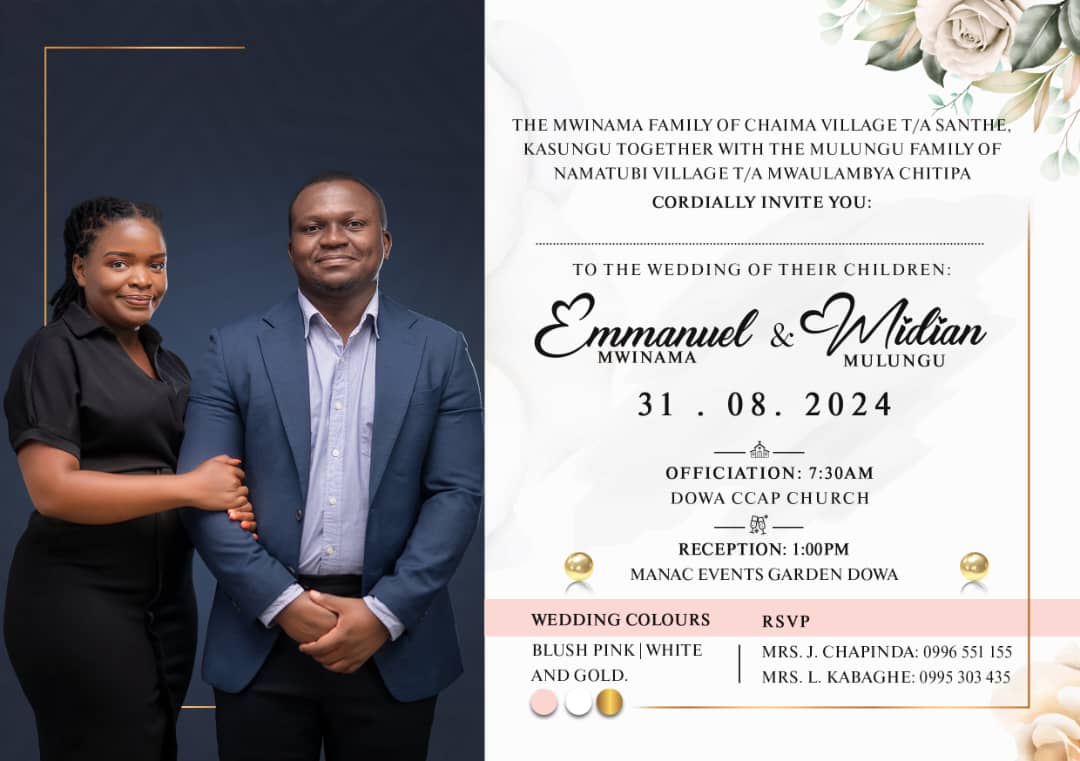 THE MWINAMA FAMILY OF CHAIMA VILLAGE T/A SANTHE,
KASUNGU TOGETHER WITH THE MULUNGU FAMILY OF
NAMATUBI VILLAGE T/A MWAULAMBYA CHITIPA
CORDIALLY INVITE YOU:
TO THE WEDDING OF THEIR CHILDREN:
Emmanuel & Midian
MWINAMA MULUNGU
31 . 08. 2024
OFFICIATION: 7:30AM
DOWA CCAP CHURCH
RECEPTION: 1:00PM
MANAC EVENTS GARDEN DOWA
WEDDING COLOURS
BLUSH PINK|WHITE
AND GOLD.
RSVP
MRS. J. CHAPINDA: 0996 551 155
MRS. L. KABAGHE: 0995 303 435